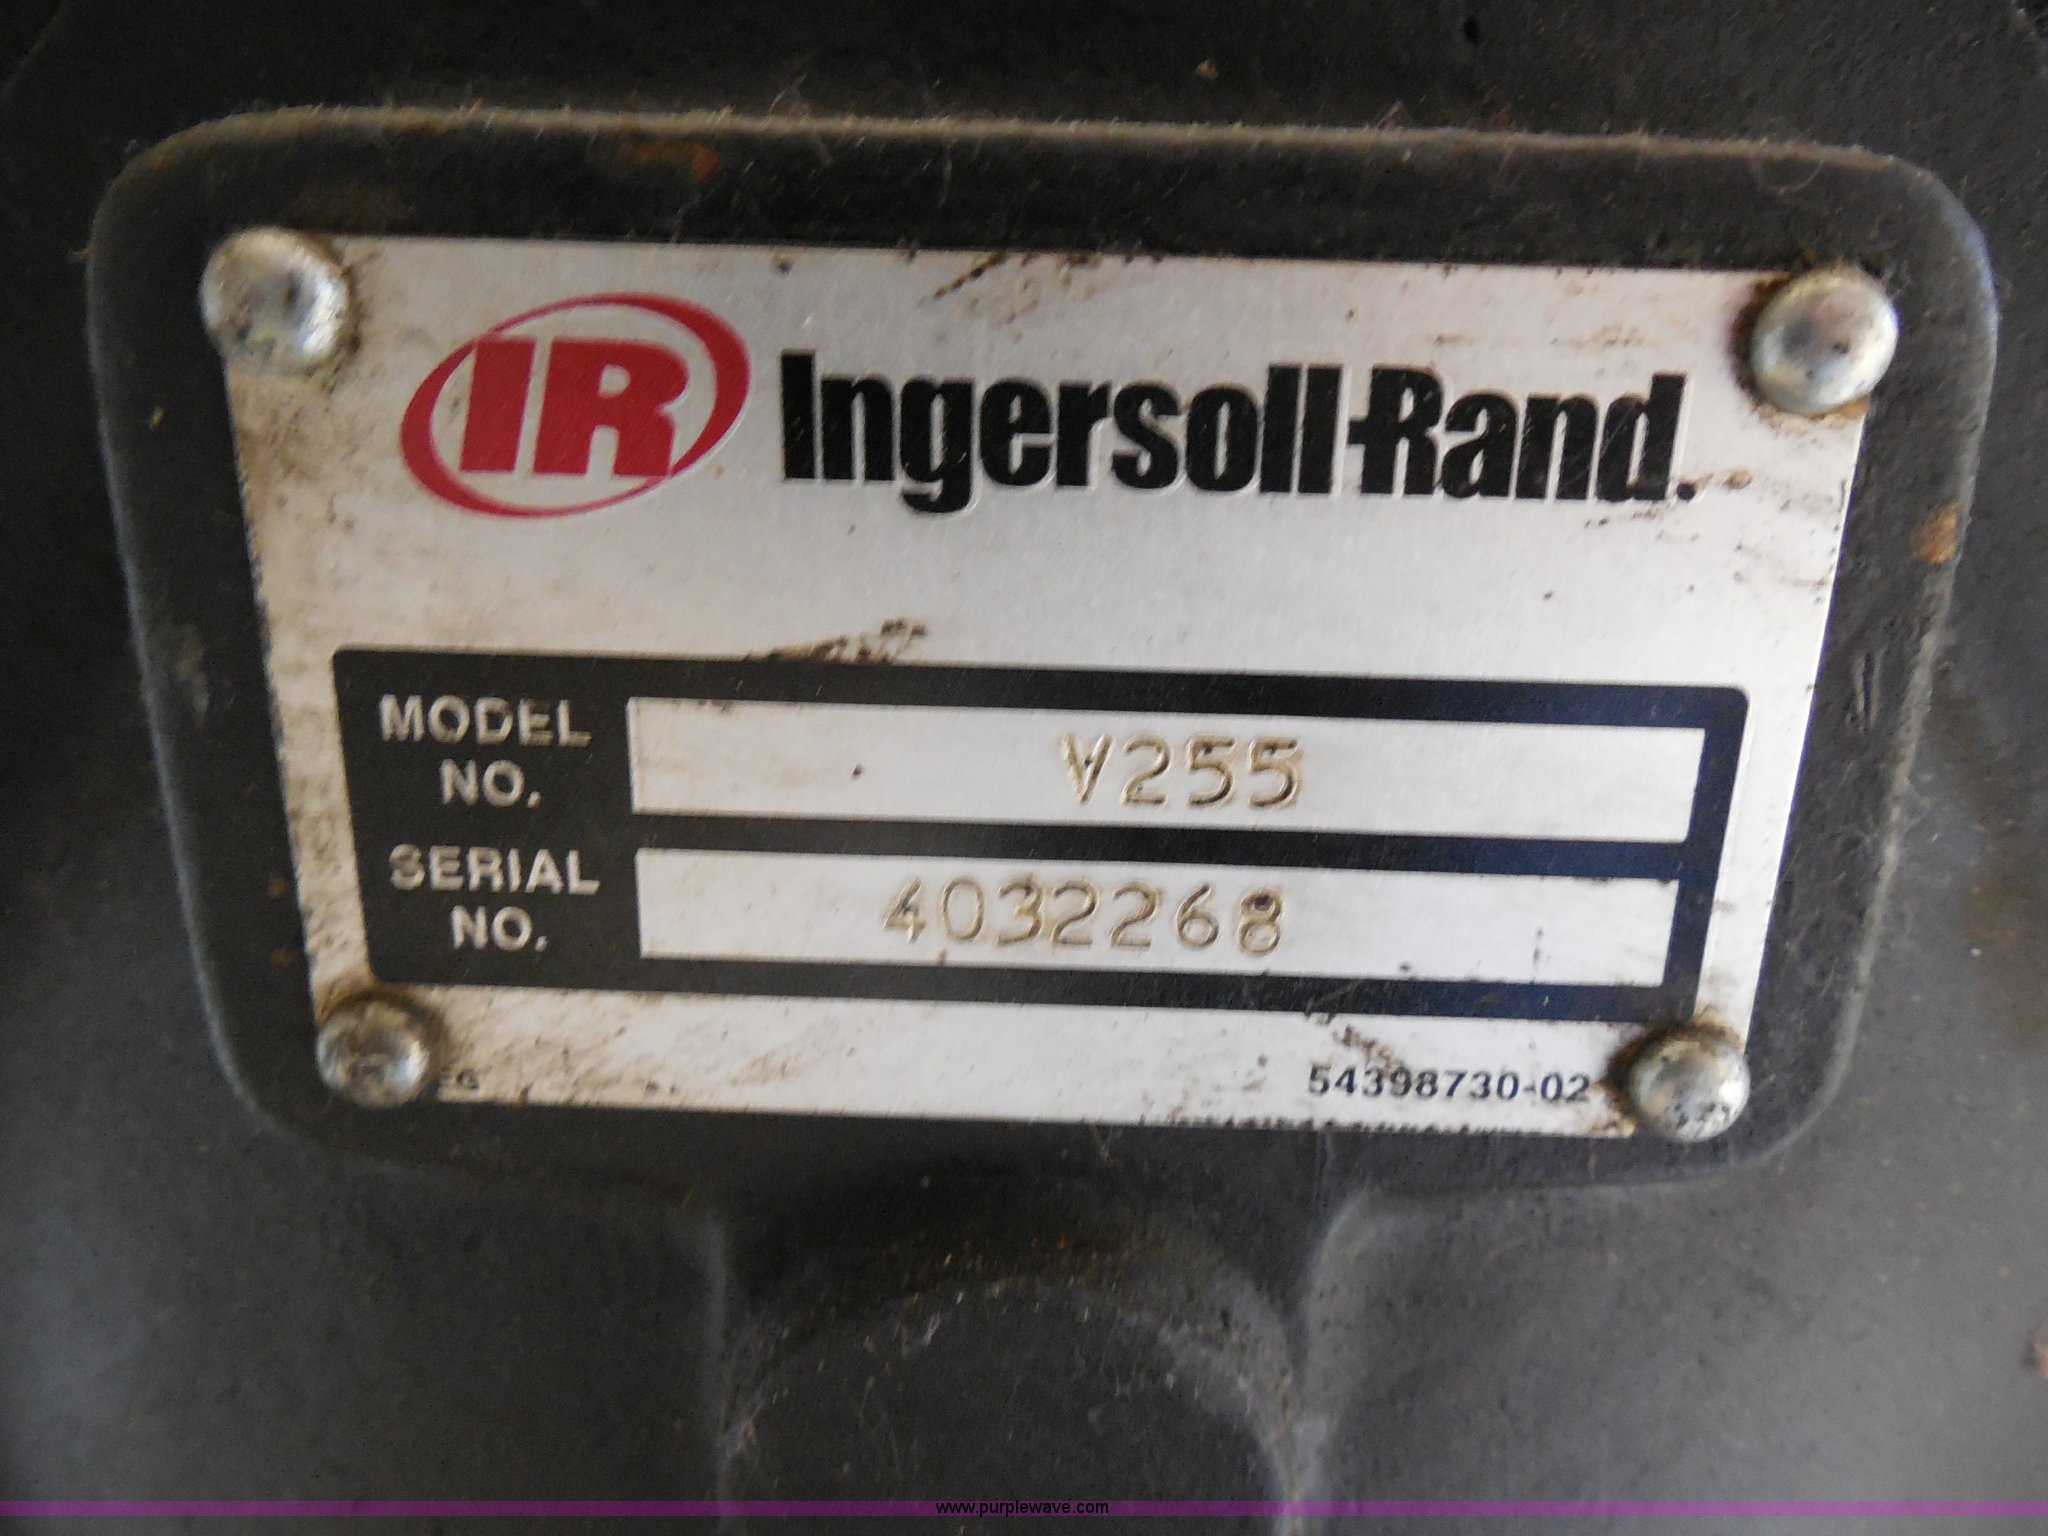 IR Ingersoll-Rand.
MODEL NO. V255
SERIAL NO. 4032268
54398730-02
www.purplewave.com